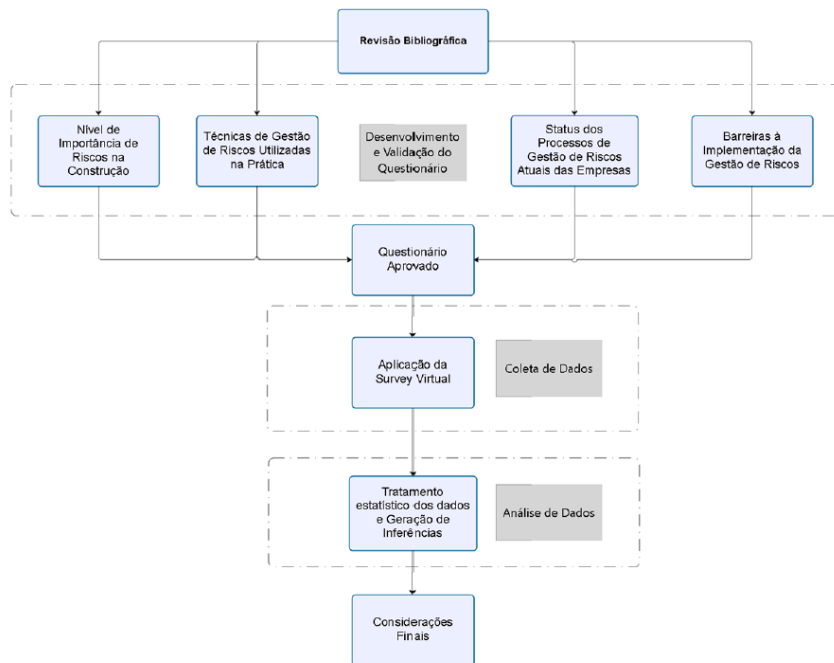 Revisão Bibliográfica
Nível de
Importância de
Riscos na
Construção
Técnicas de Gestão
de Riscos Utilizadas
na Prática
Desenvolvimento
e Validação do
Questionário
Status dos
Processos de
Gestão de Riscos
Atuais das Empresas
Barreiras à
Implementação da
Gestão de Riscos
Questionário
Aprovado
Aplicação da
Survey Virtual
Coleta de Dados
Tratamento
estatístico dos dados
e Geração de
Inferências
Análise de Dados
Considerações
Finais